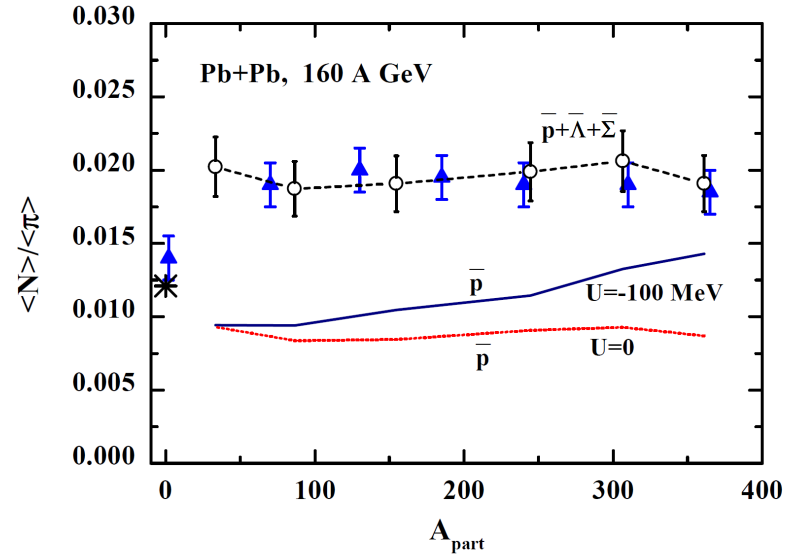 0.030
Pb+Pb, 160 A GeV
0.025
p̅+Λ̅+Σ̅
0.020
<N>/<π>
0.015
p̅
U=-100 MeV
0.010
p̅
U=0
0.005
0.000
0 100 200 300 400
A_part